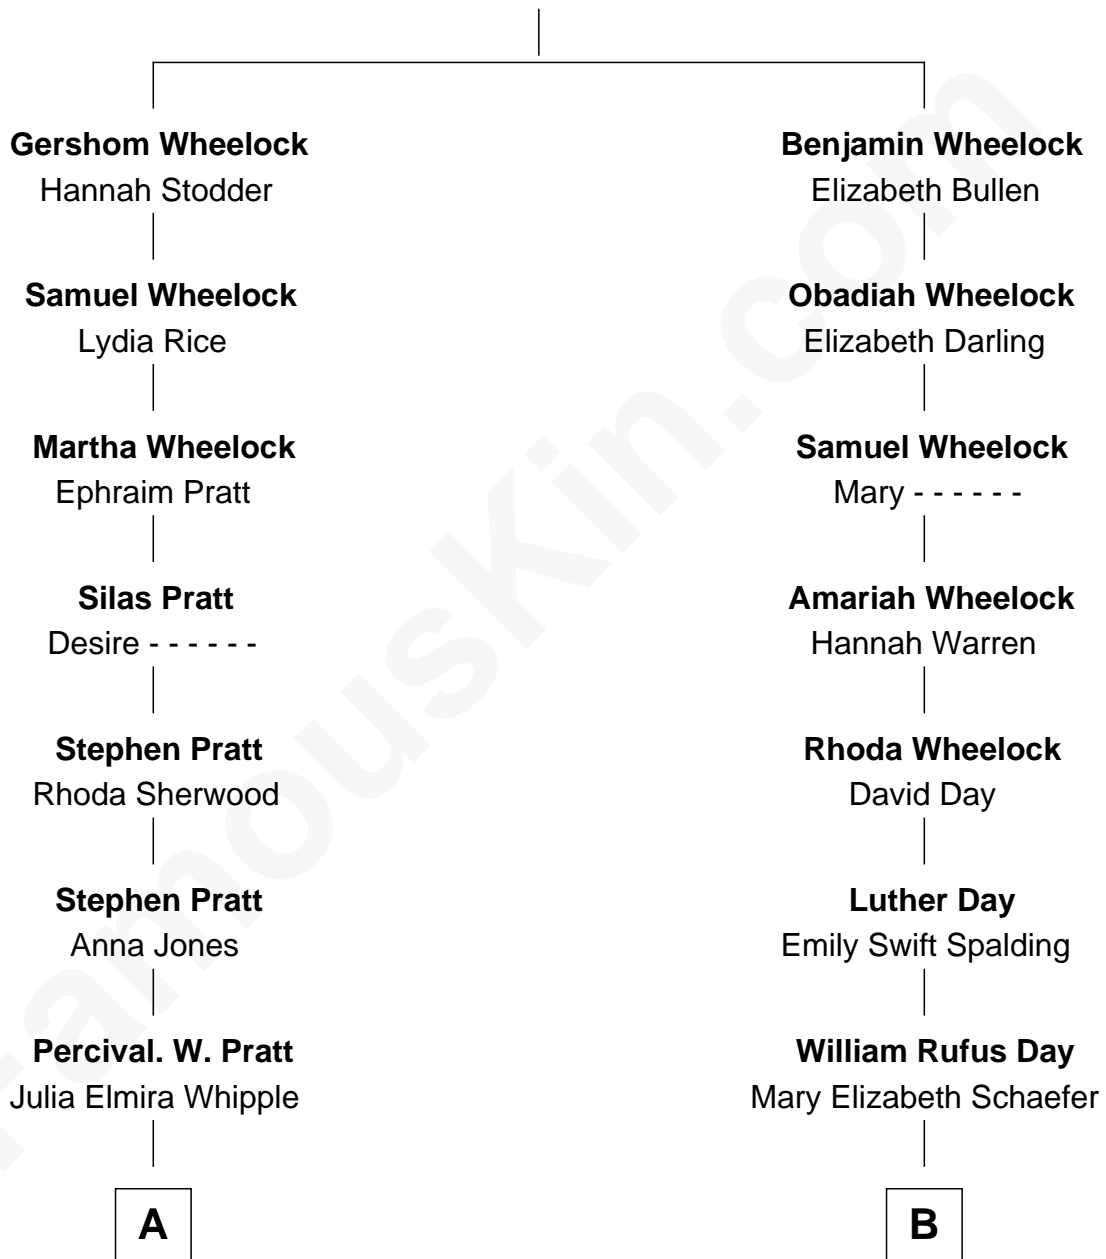 Gershom Wheelock
Hannah Stodder
Samuel Wheelock
Lydia Rice
Martha Wheelock
Ephraim Pratt
Silas Pratt
Desire - - - - - -
Stephen Pratt
Rhoda Sherwood
Stephen Pratt
Anna Jones
Percival. W. Pratt
Julia Elmira Whipple
A
Benjamin Wheelock
Elizabeth Bullen
Obadiah Wheelock
Elizabeth Darling
Samuel Wheelock
Mary - - - - - -
Amariah Wheelock
Hannah Warren
Rhoda Wheelock
David Day
Luther Day
Emily Swift Spalding
William Rufus Day
Mary Elizabeth Schaefer
B
FamousKin.com